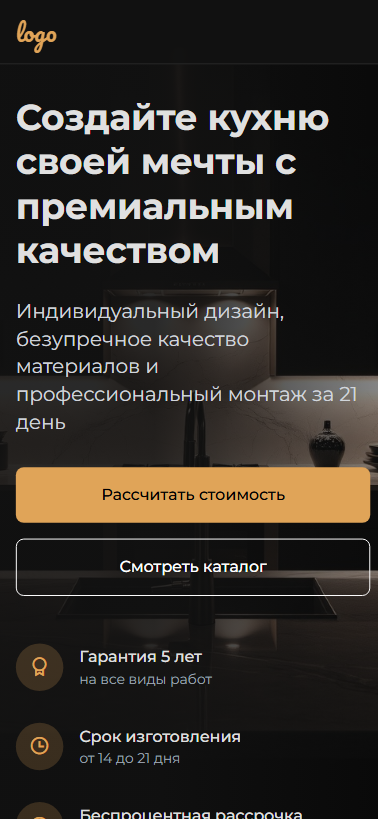 logo
Создайте кухню
своей мечты с
премиальным
качеством
Индивидуальный дизайн,
безупречное качество
материалов и
профессиональный монтаж за 21
день
Рассчитать стоимость
Смотреть каталог
Гарантия 5 лет
на все виды работ
Срок изготовления
от 14 до 21 дня
Беспроцентная рассрочка